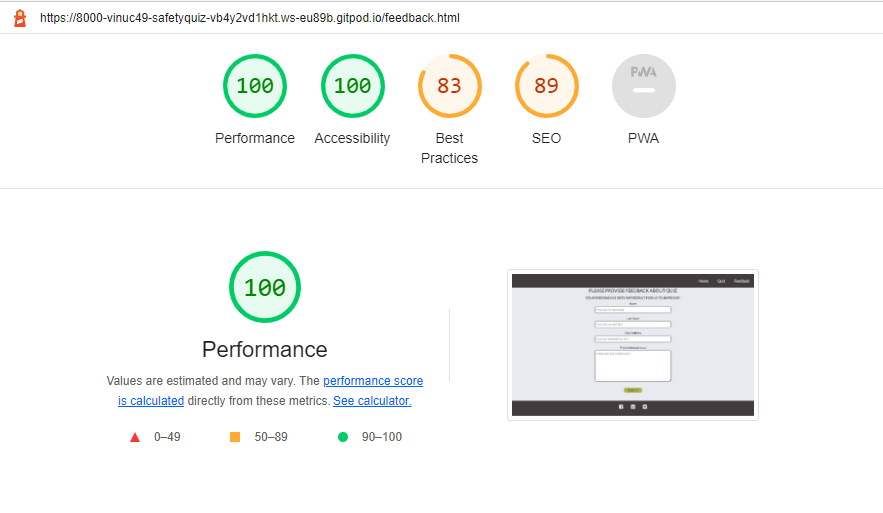 https://8000-vinuc49-safetyquiz-vb4y2vd1hkt.ws-eu89b.gitpod.io/feedback.html
100 100 83 89 PWA
Performance Accessibility Best Practices SEO PWA
100
Performance
Values are estimated and may vary. The performance score
is calculated directly from these metrics. See calculator.
0–49 50–89 90–100
Home Quiz Feedback
PLEASE PROVIDE FEEDBACK ABOUT QUIZ